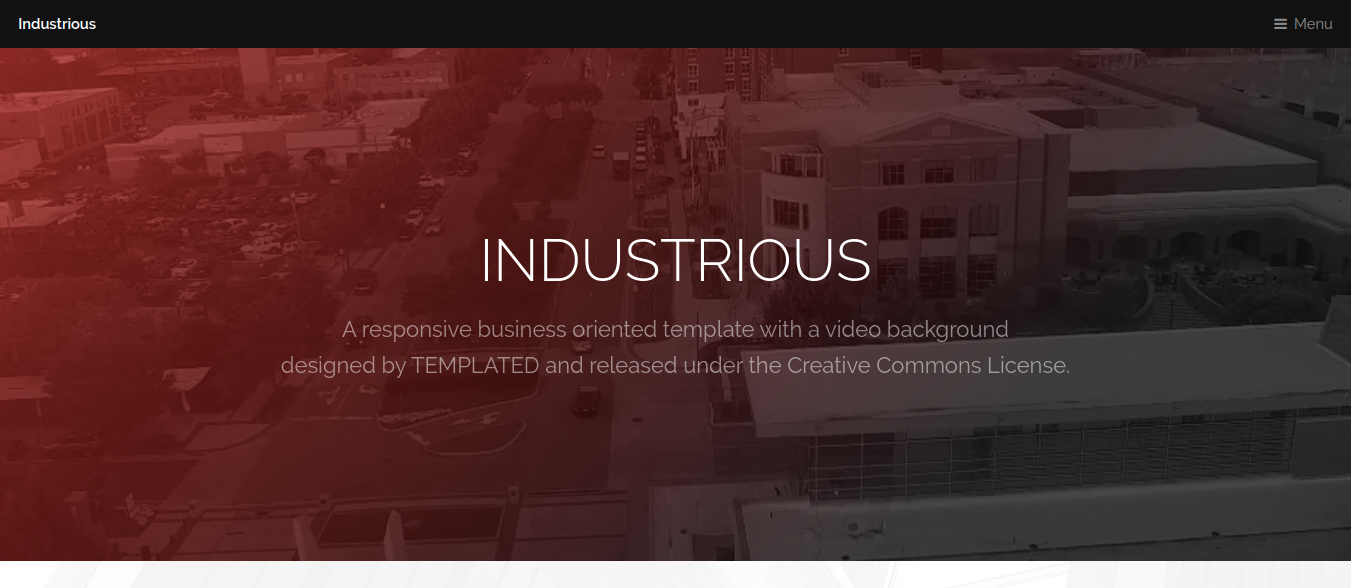 Industrious
Menu
INDUSTRIOUS
A responsive business oriented template with a video background
designed by TEMPLATED and released under the Creative Commons License.